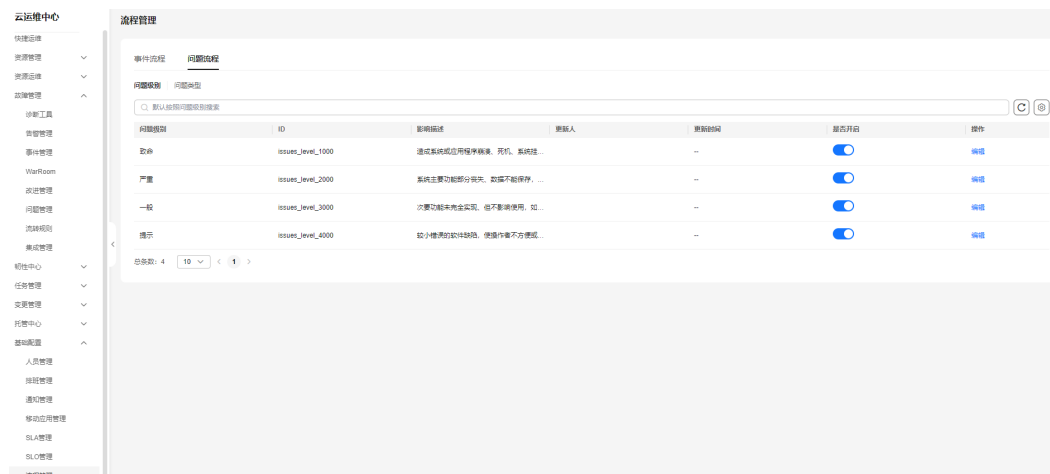 云运维中心
流程管理
快捷运维
资源管理
资源运维
故障管理
诊断工具
告警管理
事件管理
WarRoom
改进管理
问题管理
流转规则
集成管理
韧性中心
任务管理
变更管理
托管中心
基础配置
人员管理
排班管理
通知管理
移动应用管理
SLA管理
SLO管理
事件流程 问题流程
问题级别 问题类型
默认按照问题级别搜索
问题级别 ID 影响描述 更新人 更新时间 是否开启 操作
致命 issues_level_1000 造成系统或应用程序崩溃、死机、系统挂... -- 编辑
严重 issues_level_2000 系统主要功能部分丧失、数据不能保存，... -- 编辑
一般 issues_level_3000 次要功能未完全实现，但不影响使用，如... -- 编辑
提示 issues_level_4000 较小错误的软件缺陷，使操作者不方便或... -- 编辑
总条数：4 10 1